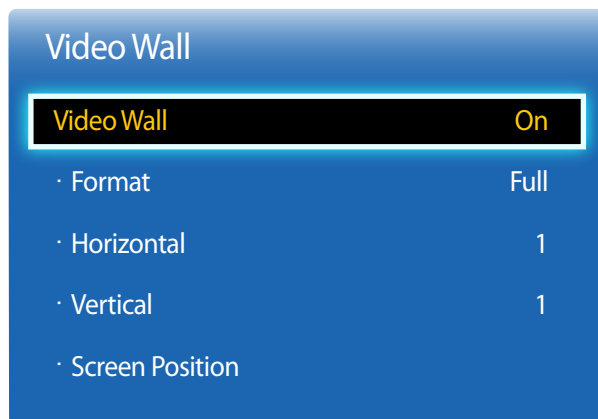 Video Wall
Video Wall On
· Format Full
· Horizontal 1
· Vertical 1
· Screen Position